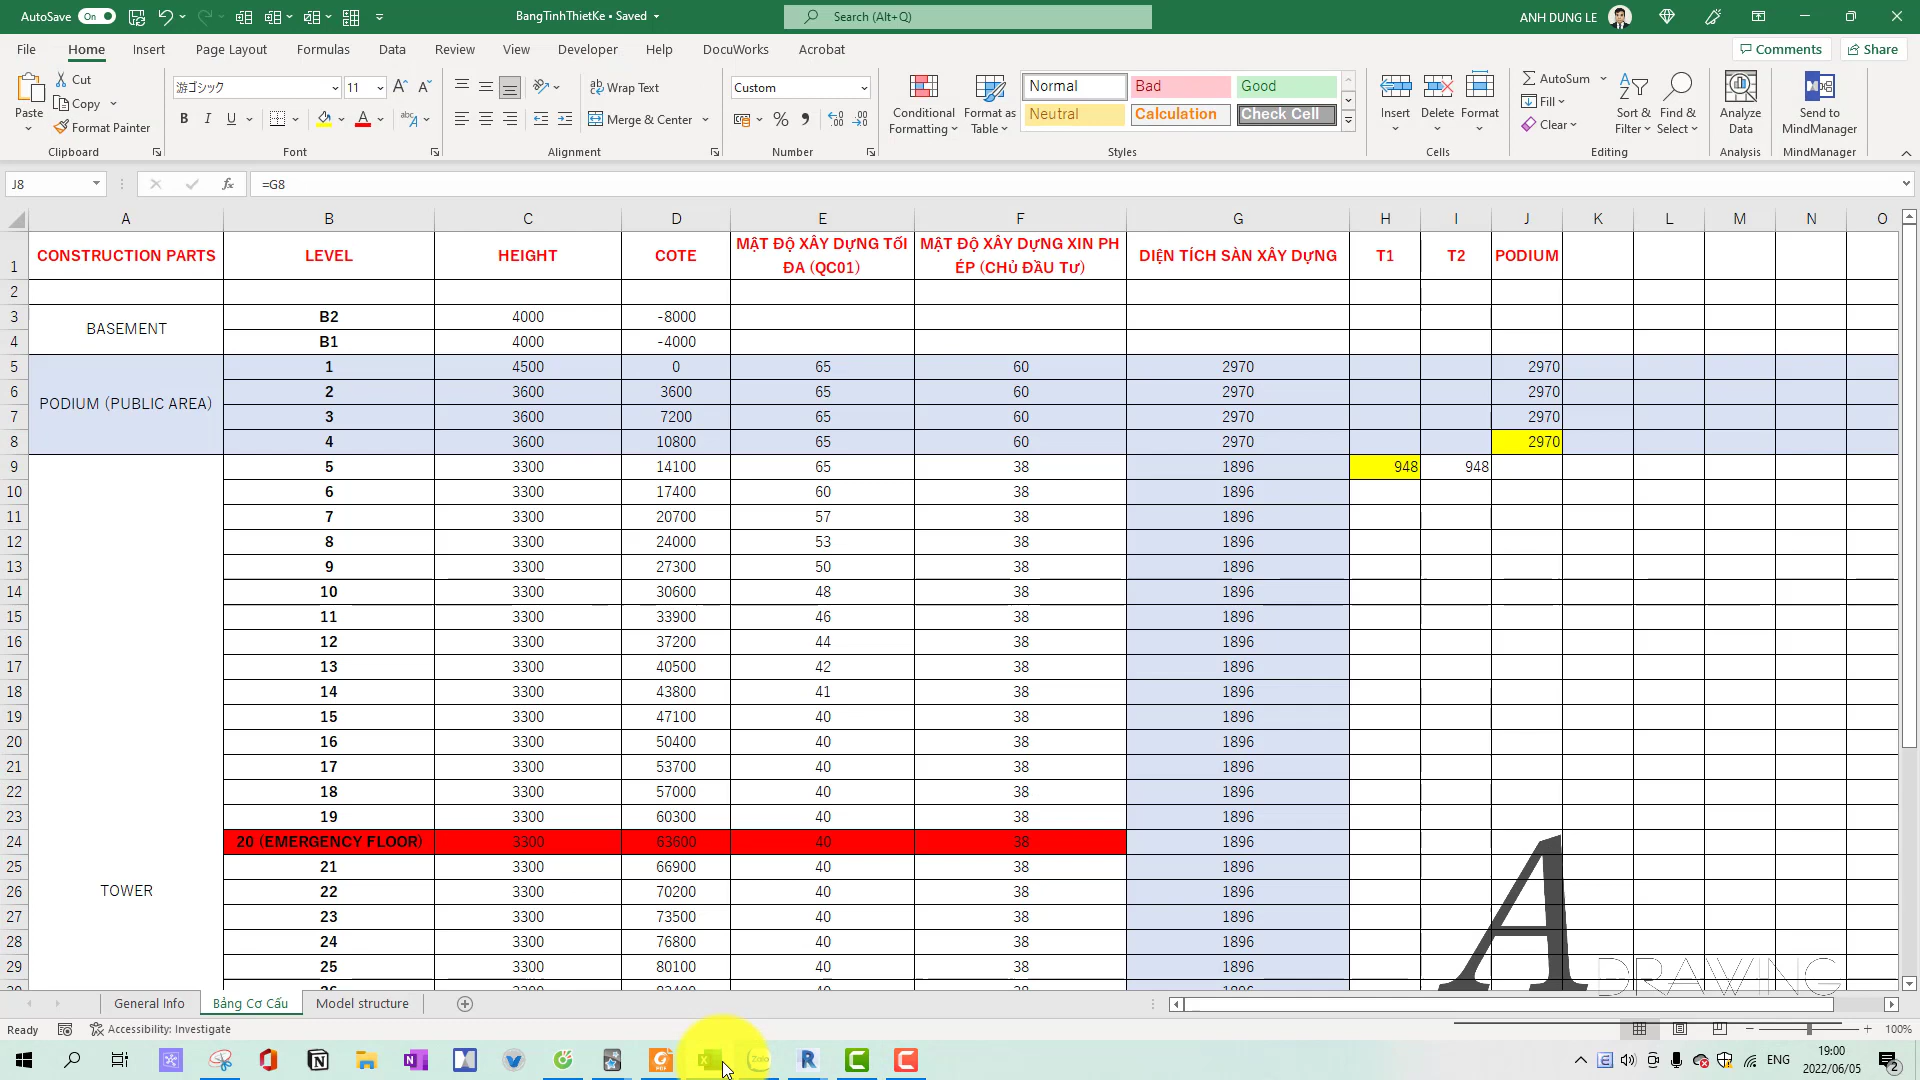 AutoSave On BangTinhThietKe • Saved Search (Alt+Q) ANH DUNG LE
File Home Insert Page Layout Formulas Data Review View Developer Help DocuWorks Acrobat Comments Share
Paste Cut Copy Format Painter Clipboard
游ゴシック 11 B I U Font
Wrap Text Merge & Center Alignment
Custom % Number
Conditional Formatting Format as Table Normal Bad Good Neutral Calculation Check Cell Styles
Insert Delete Format Cells
AutoSum Fill Clear Sort & Filter Find & Select Editing
Analyze Data Analysis
Send to MindManager MindManager
J8 fx =G8
A B C D E F G H I J K L M N O
1 CONSTRUCTION PARTS LEVEL HEIGHT COTE MẬT ĐỘ XÂY DỰNG TỐI ĐA (QC01) MẬT ĐỘ XÂY DỰNG XIN PHÉP (CHỦ ĐẦU TƯ) DIỆN TÍCH SÀN XÂY DỰNG T1 T2 PODIUM
2
3 BASEMENT B2 4000 -8000
4 B1 4000 -4000
5 PODIUM (PUBLIC AREA) 1 4500 0 65 60 2970 2970
6 2 3600 3600 65 60 2970 2970
7 3 3600 7200 65 60 2970 2970
8 4 3600 10800 65 60 2970 2970
9 5 3300 14100 65 38 1896 948 948
10 6 3300 17400 60 38 1896
11 7 3300 20700 57 38 1896
12 8 3300 24000 53 38 1896
13 9 3300 27300 50 38 1896
14 10 3300 30600 48 38 1896
15 11 3300 33900 46 38 1896
16 12 3300 37200 44 38 1896
17 13 3300 40500 42 38 1896
18 14 3300 43800 41 38 1896
19 15 3300 47100 40 38 1896
20 16 3300 50400 40 38 1896
21 17 3300 53700 40 38 1896
22 18 3300 57000 40 38 1896
23 19 3300 60300 40 38 1896
24 20 (EMERGENCY FLOOR) 3300 63600 40 38 1896
25 21 3300 66900 40 38 1896
26 TOWER 22 3300 70200 40 38 1896
27 23 3300 73500 40 38 1896
28 24 3300 76800 40 38 1896
29 25 3300 80100 40 38 1896
A DRAWING
General Info Bảng Cơ Cấu Model structure
Ready Accessibility: Investigate 100%
ENG 19:00
2022/06/05 2